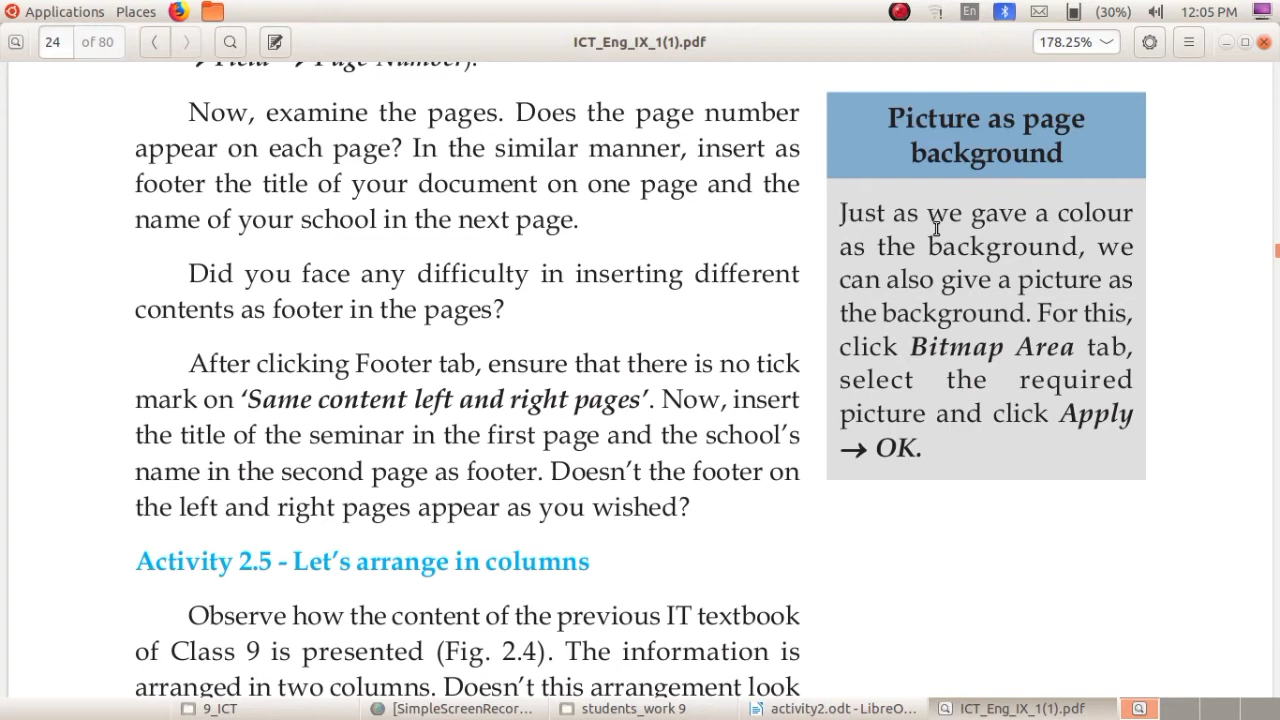 Applications Places En (30%) 12:05 PM
24 of 80 ICT_Eng_IX_1(1).pdf 178.25%
→ Field → Page Number).
Now, examine the pages. Does the page number
appear on each page? In the similar manner, insert as
footer the title of your document on one page and the
name of your school in the next page.
Did you face any difficulty in inserting different
contents as footer in the pages?
After clicking Footer tab, ensure that there is no tick
mark on ‘Same content left and right pages’. Now, insert
the title of the seminar in the first page and the school’s
name in the second page as footer. Doesn’t the footer on
the left and right pages appear as you wished?
Activity 2.5 - Let’s arrange in columns
Observe how the content of the previous IT textbook
of Class 9 is presented (Fig. 2.4). The information is
arranged in two columns. Doesn’t this arrangement look
Picture as page
background
Just as we gave a colour
as the background, we
can also give a picture as
the background. For this,
click Bitmap Area tab,
select the required
picture and click Apply
→ OK.
9_ICT [SimpleScreenRecor... students_work 9 activity2.odt - LibreO... ICT_Eng_IX_1(1).pdf